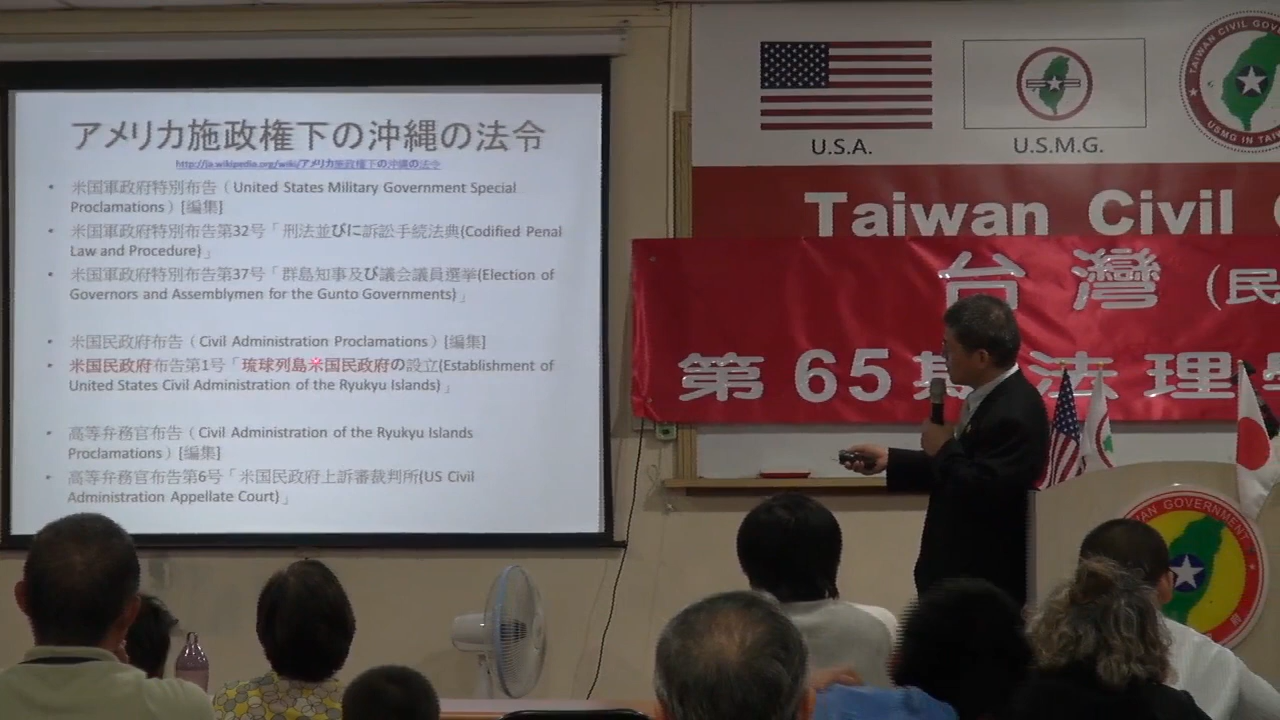 アメリカ施政権下の沖縄の法令
http://ja.wikipedia.org/wiki/アメリカ施政権下の沖縄の法令
• 米国軍政府特別布告（United States Military Government Special
Proclamations）[編集]
• 米国軍政府特別布告第32号「刑法並びに訴訟手続法典(Codified Penal
Law and Procedure)」
• 米国軍政府特別布告第37号「群島知事及び議会議員選挙(Election of
Governors and Assemblymen for the Gunto Governments)」
• 米国民政府布告（Civil Administration Proclamations）[編集]
• 米国民政府布告第1号「琉球列島米国民政府の設立(Establishment of
United States Civil Administration of the Ryukyu Islands)」
• 高等弁務官布告（Civil Administration of the Ryukyu Islands
Proclamations）[編集]
• 高等弁務官布告第6号「米国民政府上訴審裁判所(US Civil
Administration Appellate Court)」
U.S.A.
U.S.M.G.
TAIWAN CIVIL GOV
USMG IN TAI
Taiwan Civil
台灣（民
第65期法理學
GOVERNMENT